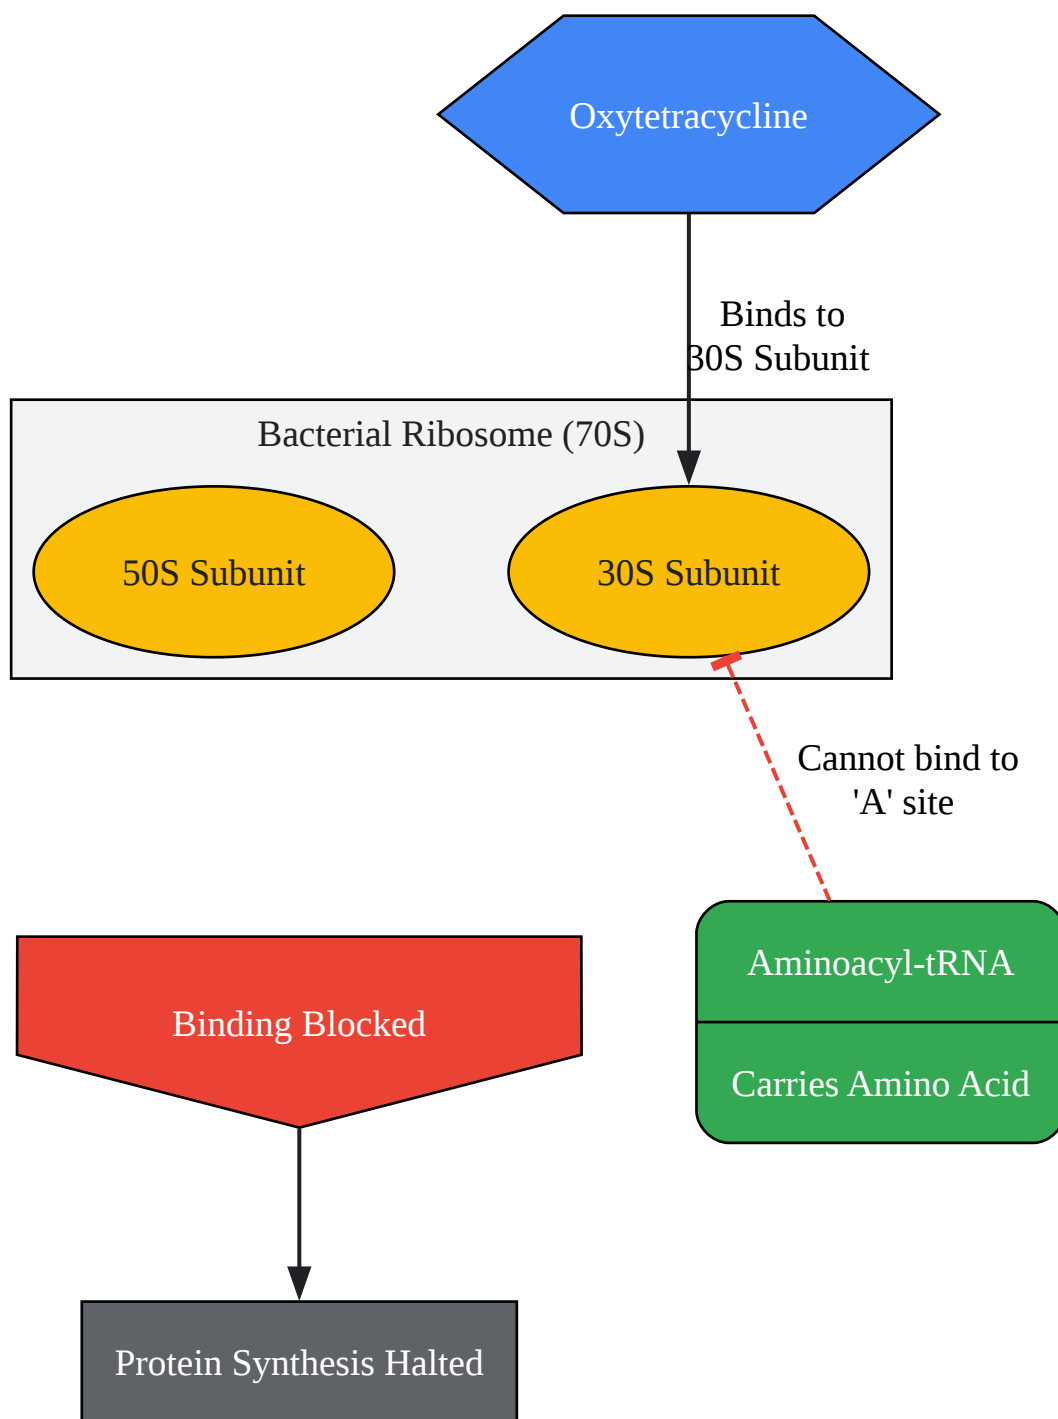 Oxytetracycline
Binds to
30S Subunit
Bacterial Ribosome (70S)
50S Subunit
30S Subunit
Cannot bind to
'A' site
Aminoacyl-tRNA
Carries Amino Acid
Binding Blocked
Protein Synthesis Halted